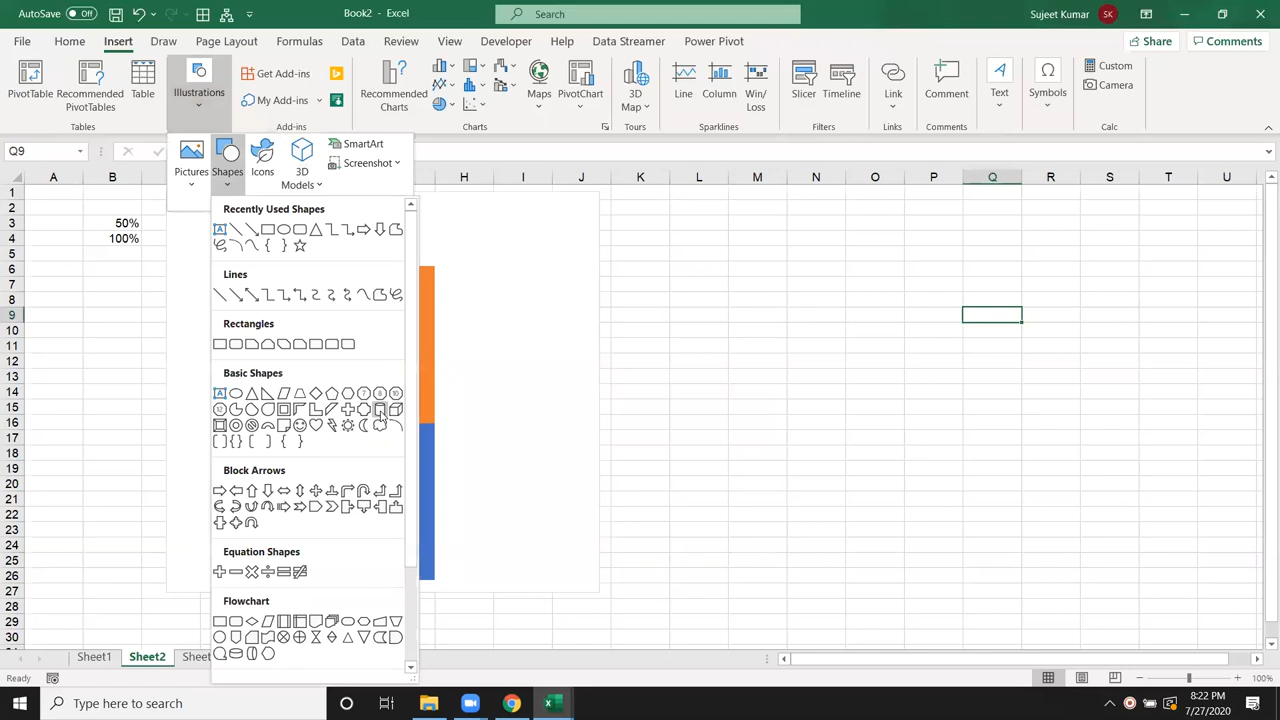 AutoSave Off Book2 - Excel Search Sujeet Kumar SK
File Home Insert Draw Page Layout Formulas Data Review View Developer Help Data Streamer Power Pivot Share Comments
PivotTable Recommended PivotTables Table Illustrations Get Add-ins My Add-ins Recommended Charts Maps PivotChart 3D Map Line Column Win/Loss Slicer Timeline Link Comment Text Symbols Custom Camera
Tables Add-ins Charts Tours Sparklines Filters Links Comments Calc
Q9
Pictures Shapes Icons 3D Models SmartArt Screenshot
A B H I J K L M N O P Q R S T U
Recently Used Shapes
Lines
Rectangles
Basic Shapes
Block Arrows
Equation Shapes
Flowchart
1
2
3 50%
4 100%
5
6
7
8
9
10
11
12
13
14
15
16
17
18
19
20
21
22
23
24
25
26
27
28
29
30
Sheet1 Sheet2 Sheet
Ready 100%
Type here to search 8:22 PM
7/27/2020